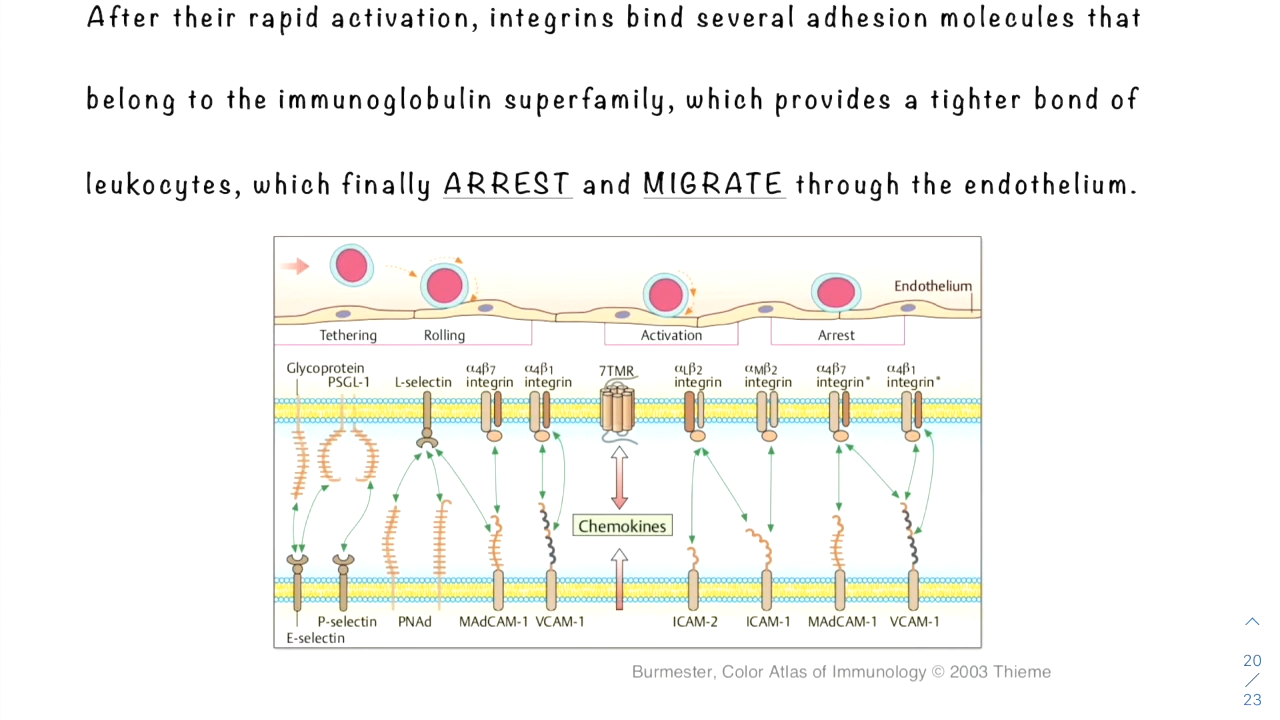 After their rapid activation, integrins bind several adhesion molecules that
belong to the immunoglobulin superfamily, which provides a tighter bond of
leukocytes, which finally ARREST and MIGRATE through the endothelium.
Endothelium
Tethering Rolling Activation Arrest
Glycoprotein
PSGL-1
L-selectin
α4β7
integrin
α4β1
integrin
7TMR
αLβ2
integrin
αMβ2
integrin
α4β7
integrin*
α4β1
integrin*
Chemokines
P-selectin PNAd MAdCAM-1 VCAM-1 ICAM-2 ICAM-1 MAdCAM-1 VCAM-1
E-selectin
Burmester, Color Atlas of Immunology © 2003 Thieme
20
/
23